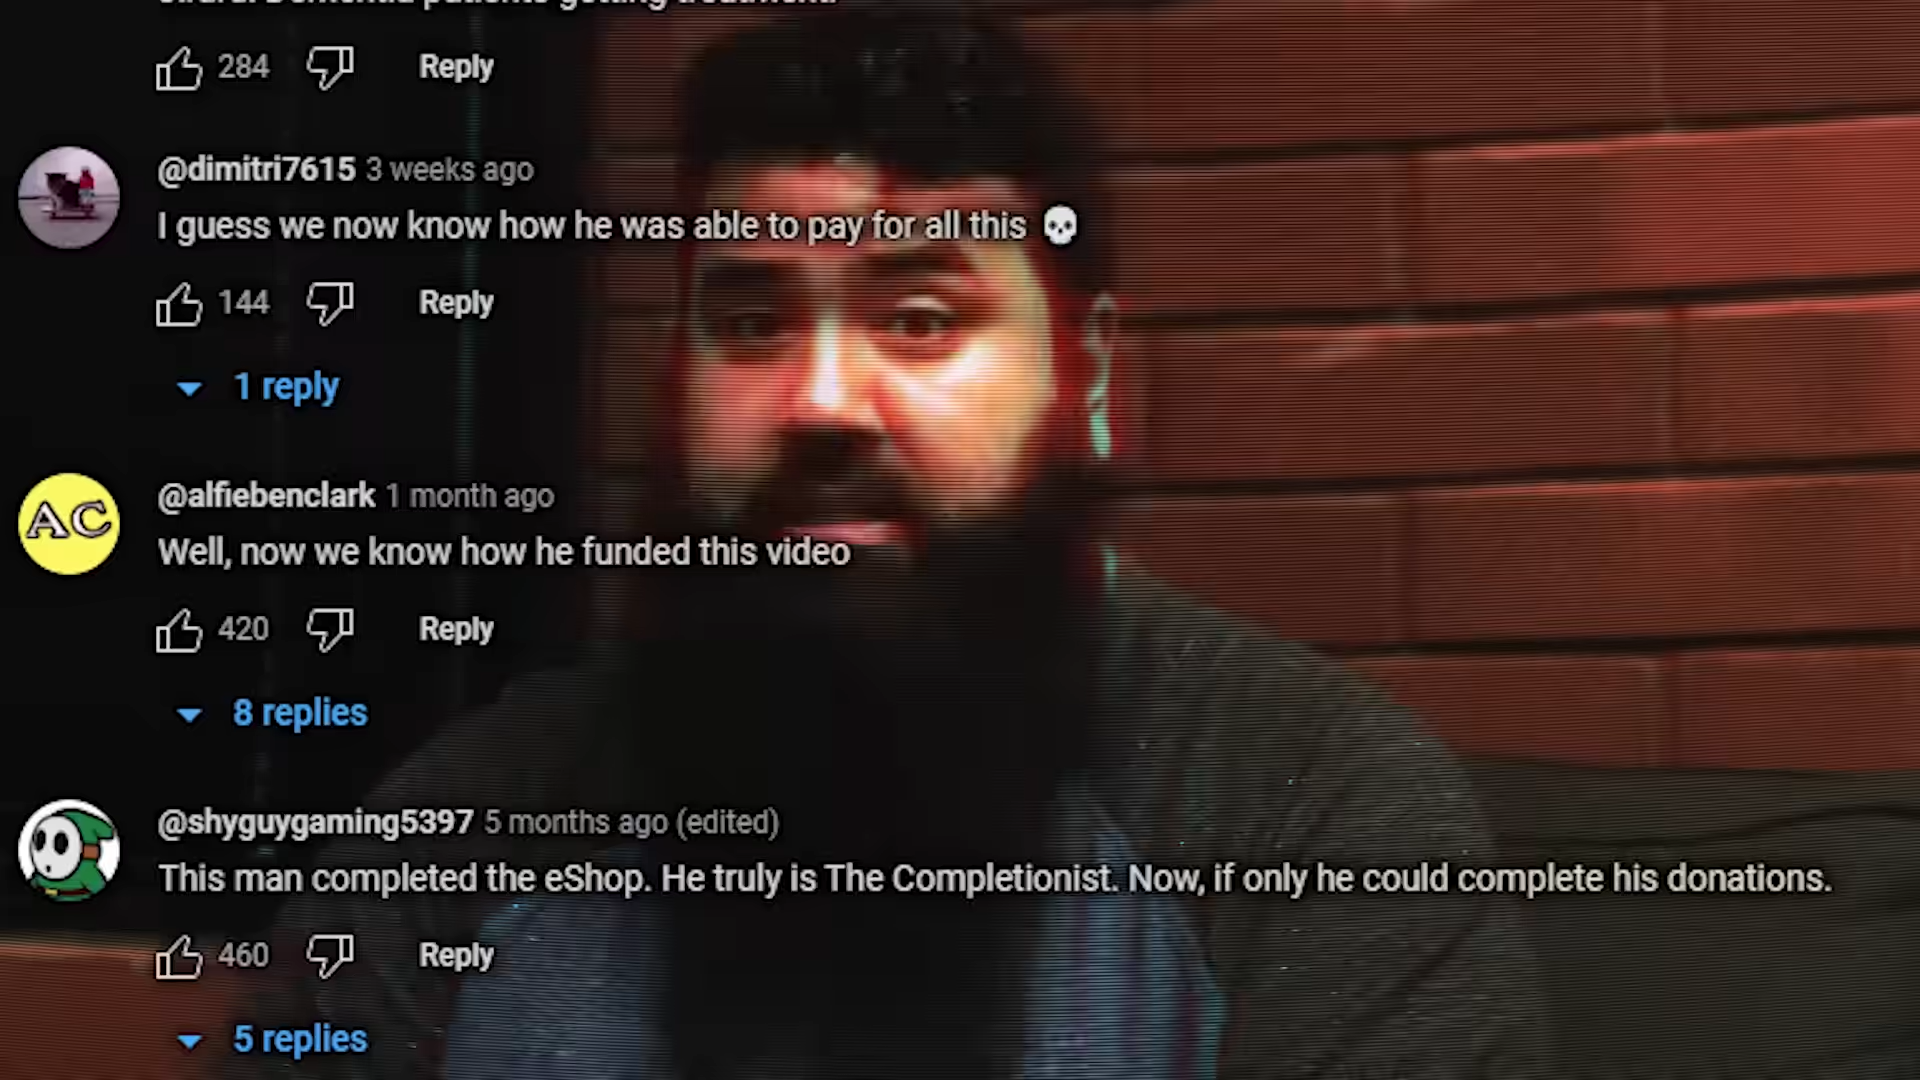 284 Reply
@dimitri7615 3 weeks ago
I guess we now know how he was able to pay for all this 💀
144 Reply
1 reply
AC
@alfiebenclark 1 month ago
Well, now we know how he funded this video
420 Reply
8 replies
@shyguygaming5397 5 months ago (edited)
This man completed the eShop. He truly is The Completionist. Now, if only he could complete his donations.
460 Reply
5 replies